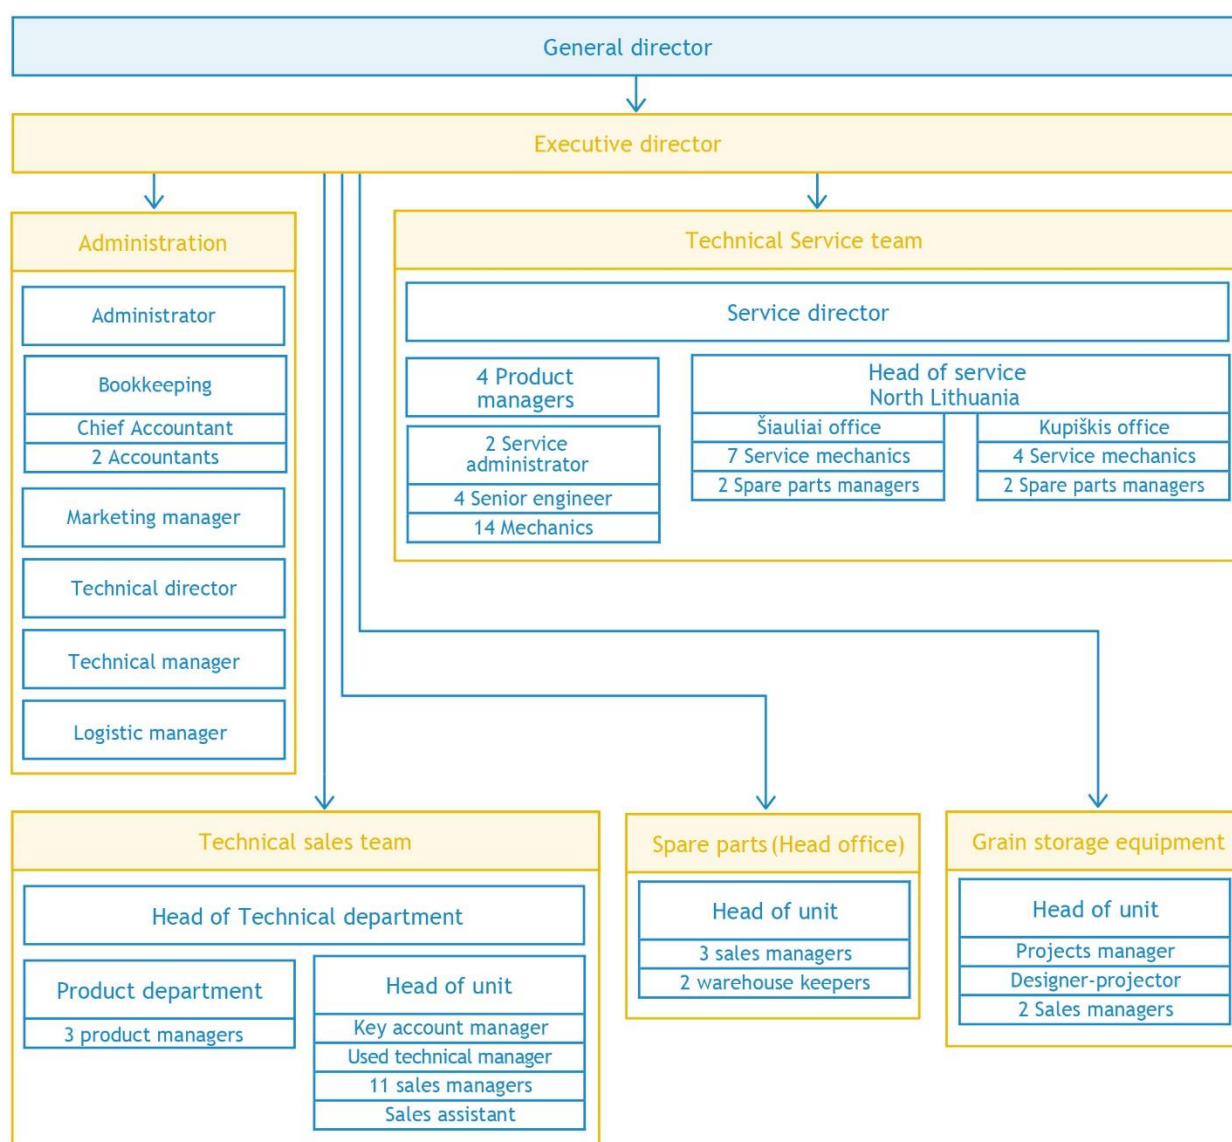 General director
Executive director
Administration
Administrator
Bookkeeping
Chief Accountant
2 Accountants
Marketing manager
Technical director
Technical manager
Logistic manager
Technical Service team
Service director
4 Product
managers
2 Service
administrator
4 Senior engineer
14 Mechanics
Head of service
North Lithuania
Šiauliai office
7 Service mechanics
2 Spare parts managers
Kupiškis office
4 Service mechanics
2 Spare parts managers
Technical sales team
Head of Technical department
Product department
3 product managers
Head of unit
Key account manager
Used technical manager
11 sales managers
Sales assistant
Spare parts (Head office)
Head of unit
3 sales managers
2 warehouse keepers
Grain storage equipment
Head of unit
Projects manager
Designer-projector
2 Sales managers